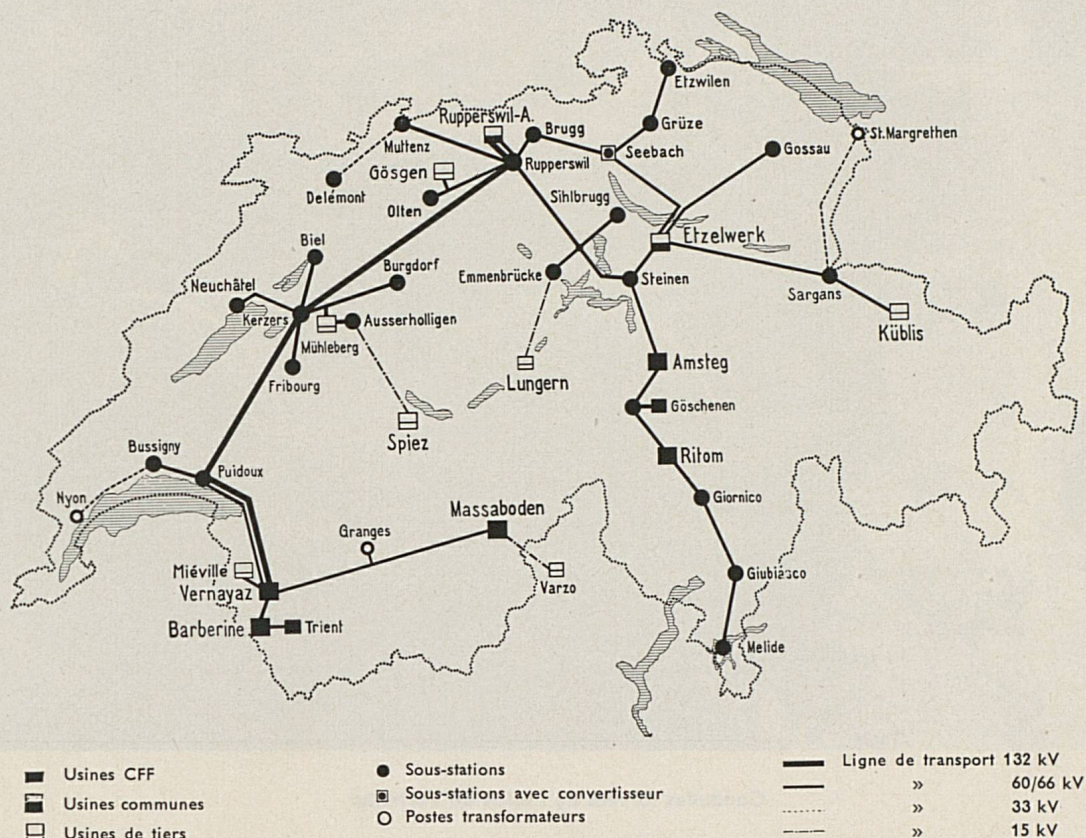 Etzwilen
Rupperswil-A.
Brugg
Grüze
St.Margrethen
Muttenz
Rupperswil
Seebach
Gossau
Gösgen
Delémont
Olten
Sihlbrugg
Biel
Etzelwerk
Burgdorf
Emmenbrücke
Steinen
Neuchâtel
Sargans
Kerzers
Ausserholligen
Mühleberg
Küblis
Fribourg
Lungern
Amsteg
Göschenen
Spiez
Bussigny
Puidoux
Ritom
Nyon
Giornico
Massaboden
Granges
Miéville
Giubiasco
Vernayaz
Varzo
Barberine
Trient
Melide
Usines CFF
Usines communes
Usines de tiers
Sous-stations
Sous-stations avec convertisseur
Postes transformateurs
Ligne de transport 132 kV
» 60/66 kV
» 33 kV
» 15 kV